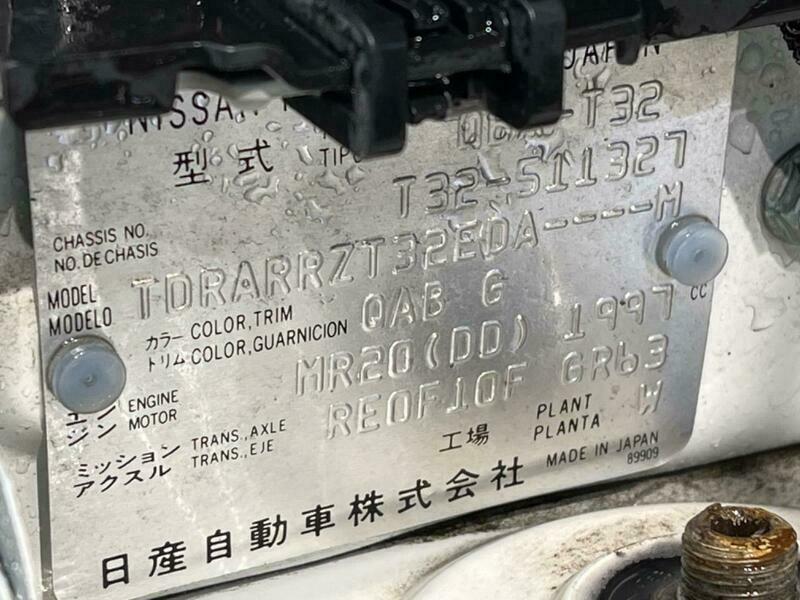 NISSAN JAPAN
型式 TIPO T32
CHASSIS NO. T32-511327
NO. DE CHASIS
MODEL TDRARRZT32EDA----M
MODELO
カラー COLOR, TRIM QAB G
トリム COLOR, GUARNICION
ENGINE MR20(DD) 1997 CC
ジン MOTOR
ミッション TRANS., AXLE RE0F10F GR63
アクスル TRANS., EJE
工場 PLANT W
PLANTA
MADE IN JAPAN
89909
日産自動車株式会社